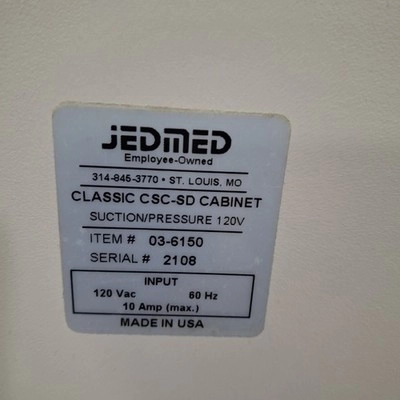 JEDMED
Employee-Owned
314-845-3770 • ST. LOUIS, MO
CLASSIC CSC-SD CABINET
SUCTION/PRESSURE 120V
ITEM # 03-6150
SERIAL # 2108
INPUT
120 Vac 60 Hz
10 Amp (max.)
MADE IN USA